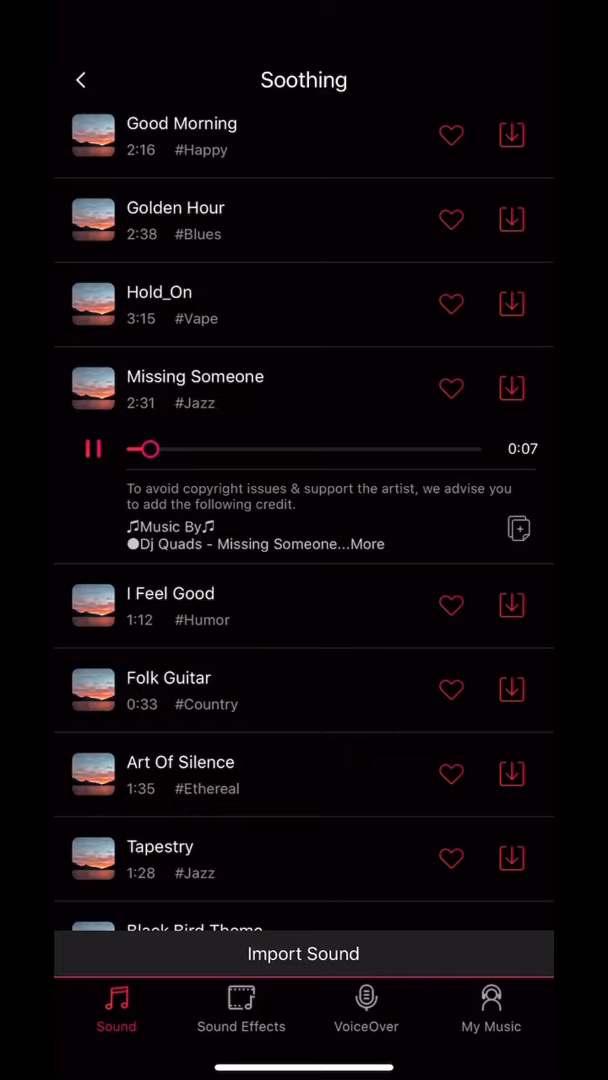 Soothing
Good Morning
2:16 #Happy
Golden Hour
2:38 #Blues
Hold_On
3:15 #Vape
Missing Someone
2:31 #Jazz
0:07
To avoid copyright issues & support the artist, we advise you
to add the following credit.
♫Music By♫
●Dj Quads - Missing Someone...More
I Feel Good
1:12 #Humor
Folk Guitar
0:33 #Country
Art Of Silence
1:35 #Ethereal
Tapestry
1:28 #Jazz
Black Bird Theme
Import Sound
Sound Sound Effects VoiceOver My Music